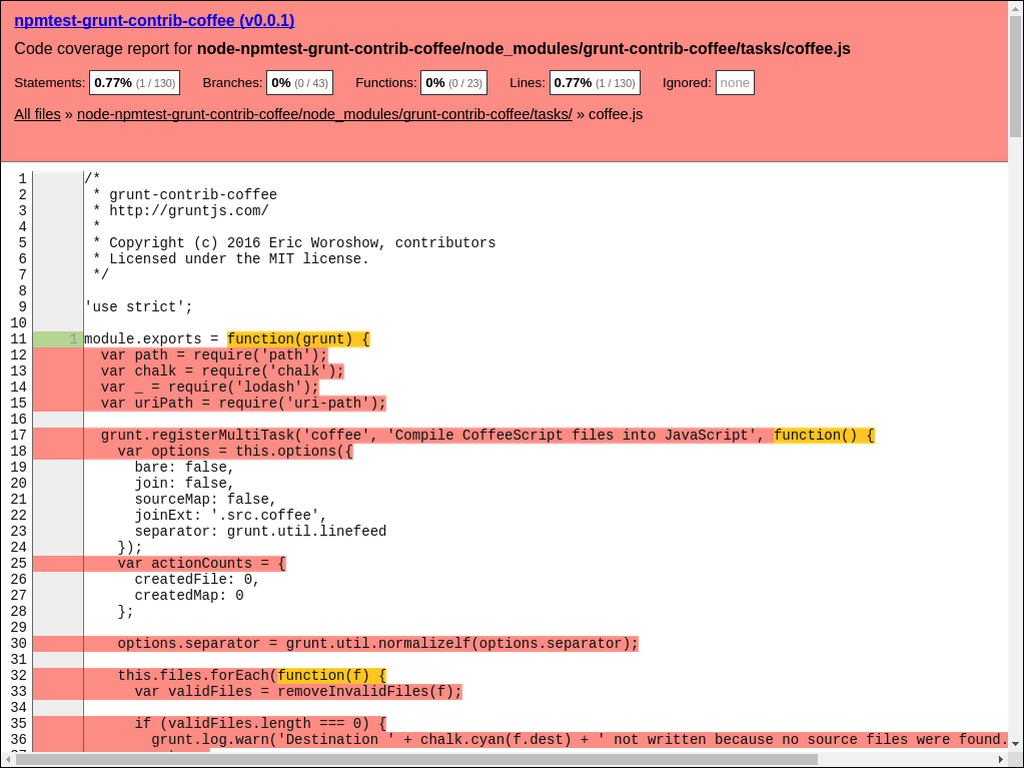 npmtest-grunt-contrib-coffee (v0.0.1)
Code coverage report for node-npmtest-grunt-contrib-coffee/node_modules/grunt-contrib-coffee/tasks/coffee.js
Statements: 0.77% (1 / 130) Branches: 0% (0 / 43) Functions: 0% (0 / 23) Lines: 0.77% (1 / 130) Ignored: none
All files » node-npmtest-grunt-contrib-coffee/node_modules/grunt-contrib-coffee/tasks/ » coffee.js
1 /*
2  * grunt-contrib-coffee
3  * http://gruntjs.com/
4  *
5  * Copyright (c) 2016 Eric Woroshow, contributors
6  * Licensed under the MIT license.
7  */
8
9 'use strict';
10
11 1 module.exports = function(grunt) {
12   var path = require('path');
13   var chalk = require('chalk');
14   var _ = require('lodash');
15   var uriPath = require('uri-path');
16
17   grunt.registerMultiTask('coffee', 'Compile CoffeeScript files into JavaScript', function() {
18     var options = this.options({
19       bare: false,
20       join: false,
21       sourceMap: false,
22       joinExt: '.src.coffee',
23       separator: grunt.util.linefeed
24     });
25     var actionCounts = {
26       createdFile: 0,
27       createdMap: 0
28     };
29
30     options.separator = grunt.util.normalizelf(options.separator);
31
32     this.files.forEach(function(f) {
33       var validFiles = removeInvalidFiles(f);
34
35       if (validFiles.length === 0) {
36         grunt.log.warn('Destination ' + chalk.cyan(f.dest) + ' not written because no source files were found.